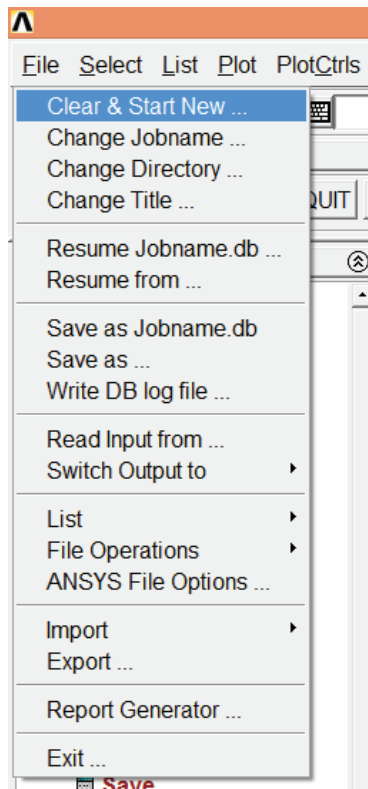 File Select List Plot PlotCtrls
Clear & Start New ...
Change Jobname ...
Change Directory ...
Change Title ...
QUIT
Resume Jobname.db ...
Resume from ...
Save as Jobname.db
Save as ...
Write DB log file ...
Read Input from ...
Switch Output to
List
File Operations
ANSYS File Options ...
Import
Export ...
Report Generator ...
Exit ...
Save